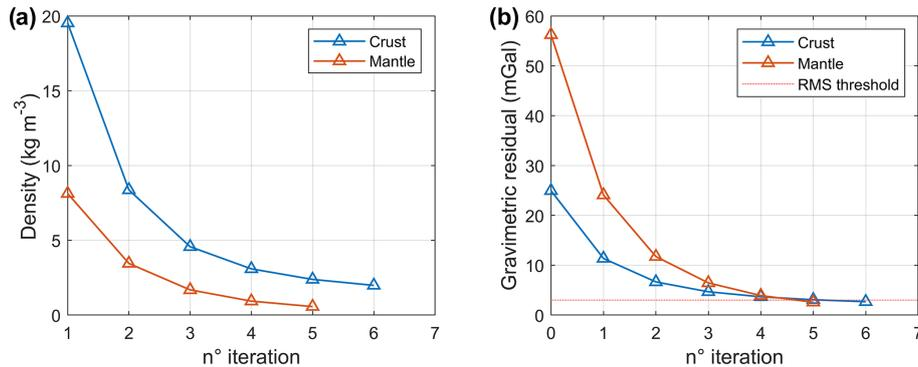 (a)
Density (kg m-3)
20
15
10
5
0
1 2 3 4 5 6 7
n° iteration
Crust
Mantle
(b)
Gravimetric residual (mGal)
60
50
40
30
20
10
0
0 1 2 3 4 5 6 7
n° iteration
Crust
Mantle
RMS threshold